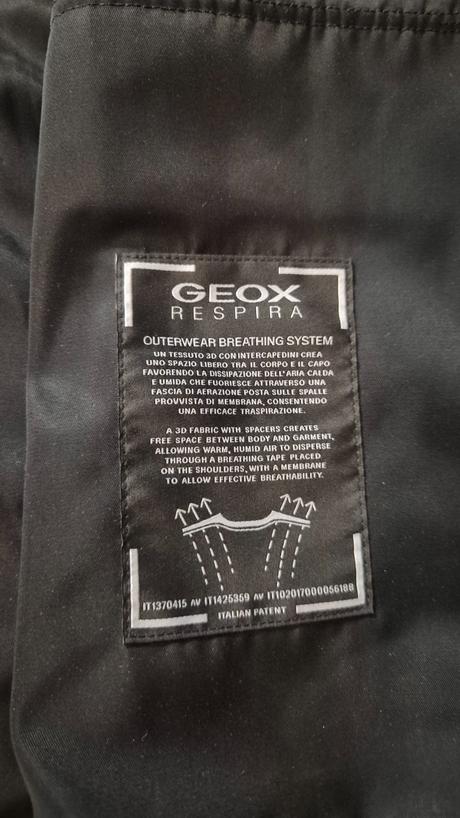 GEOX
RESPIRA
OUTERWEAR BREATHING SYSTEM
UN TESSUTO 3D CON INTERCAPEDINI CREA
UNO SPAZIO LIBERO TRA IL CORPO E IL CAPO
FAVORENDO LA DISSIPAZIONE DELL'ARIA CALDA
E UMIDA CHE FUORIESCE ATTRAVERSO UNA
FASCIA DI AERAZIONE POSTA SULLE SPALLE
PROVVISTA DI MEMBRANA, CONSENTENDO
UNA EFFICACE TRASPIRAZIONE.
A 3D FABRIC WITH SPACERS CREATES
FREE SPACE BETWEEN BODY AND GARMENT,
ALLOWING WARM, HUMID AIR TO DISPERSE
THROUGH A BREATHING TAPE PLACED
ON THE SHOULDERS, WITH A MEMBRANE
TO ALLOW EFFECTIVE BREATHABILITY.
IT1370415 AV IT1425359 AV IT102017000056188
ITALIAN PATENT